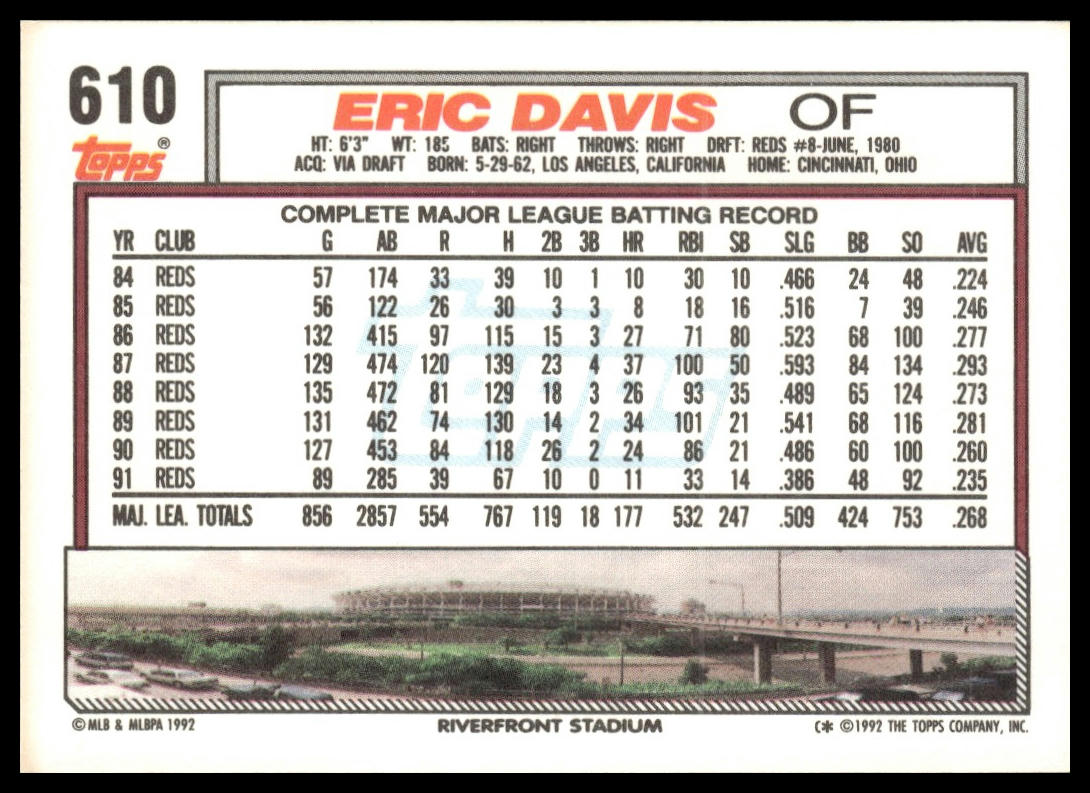 610
ERIC DAVIS OF
Topps®
HT: 6'3" WT: 185 BATS: RIGHT THROWS: RIGHT DRFT: REDS #8-JUNE, 1980
ACQ: VIA DRAFT BORN: 5-29-62, LOS ANGELES, CALIFORNIA HOME: CINCINNATI, OHIO
COMPLETE MAJOR LEAGUE BATTING RECORD
YR CLUB G AB R H 2B 3B HR RBI SB SLG BB SO AVG
84 REDS 57 174 33 39 10 1 10 30 10 .466 24 48 .224
85 REDS 56 122 26 30 3 3 8 18 16 .516 7 39 .246
86 REDS 132 415 97 115 15 3 27 71 80 .523 68 100 .277
87 REDS 129 474 120 139 23 4 37 100 50 .593 84 134 .293
88 REDS 135 472 81 129 18 3 26 93 35 .489 65 124 .273
89 REDS 131 462 74 130 14 2 34 101 21 .541 68 116 .281
90 REDS 127 453 84 118 26 2 24 86 21 .486 60 100 .260
91 REDS 89 285 39 67 10 0 11 33 14 .386 48 92 .235
MAJ. LEA. TOTALS 856 2857 554 767 119 18 177 532 247 .509 424 753 .268
Topps
© MLB & MLBPA 1992 RIVERFRONT STADIUM C* © 1992 THE TOPPS COMPANY, INC.